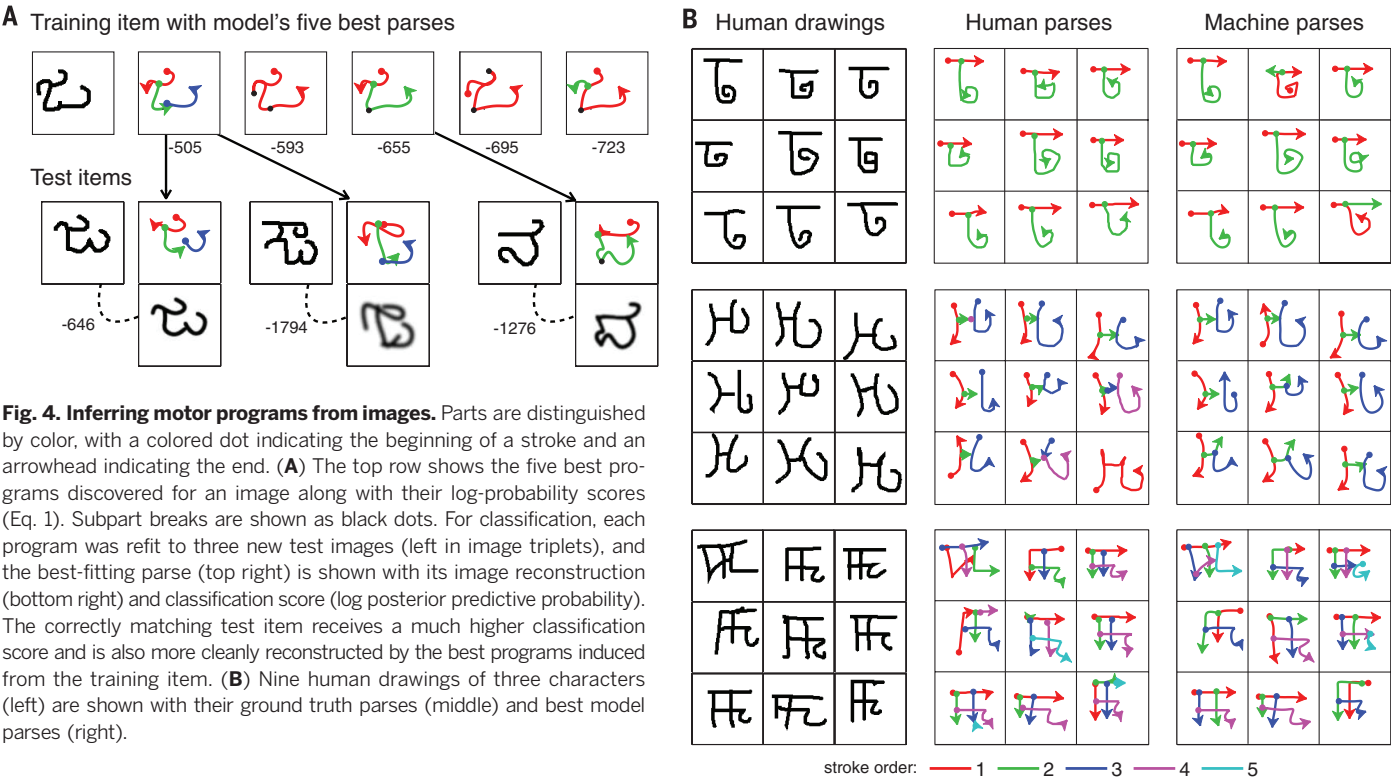 A Training item with model's five best parses
-505
-593
-655
-695
-723
Test items
-646
-1794
-1276
Fig. 4. Inferring motor programs from images. Parts are distinguished
by color, with a colored dot indicating the beginning of a stroke and an
arrowhead indicating the end. (A) The top row shows the five best pro-
grams discovered for an image along with their log-probability scores
(Eq. 1). Subpart breaks are shown as black dots. For classification, each
program was refit to three new test images (left in image triplets), and
the best-fitting parse (top right) is shown with its image reconstruction
(bottom right) and classification score (log posterior predictive probability).
The correctly matching test item receives a much higher classification
score and is also more cleanly reconstructed by the best programs induced
from the training item. (B) Nine human drawings of three characters
(left) are shown with their ground truth parses (middle) and best model
parses (right).
B Human drawings Human parses Machine parses
stroke order: 1 2 3 4 5